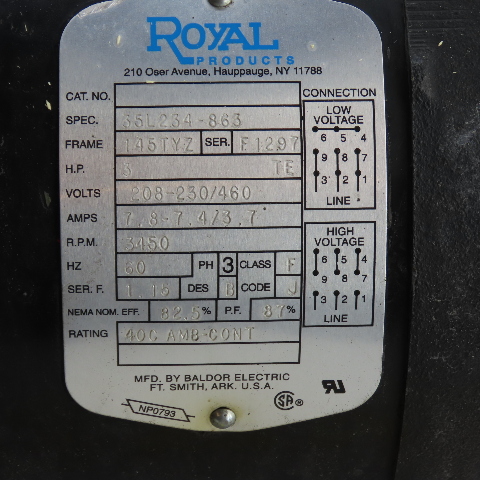 ROYAL
PRODUCTS
210 Oser Avenue, Hauppauge, NY 11788
CAT. NO.
SPEC. 35L234-863
FRAME 145TYZ SER. F1297
H.P. 3 TE
VOLTS 208-230/460
AMPS 7.8-7.4/3.7
R.P.M. 3450
HZ 60 PH 3 CLASS F
SER. F. 1.15 DES B CODE J
NEMA NOM. EFF. 82.5 % P.F. 87 %
RATING 40C AMB-CONT
CONNECTION
LOW
VOLTAGE
6 5 4
9 8 7
3 2 1
LINE
HIGH
VOLTAGE
6 5 4
9 8 7
3 2 1
LINE
MFD. BY BALDOR ELECTRIC
FT. SMITH, ARK. U.S.A.
NP0793
SA